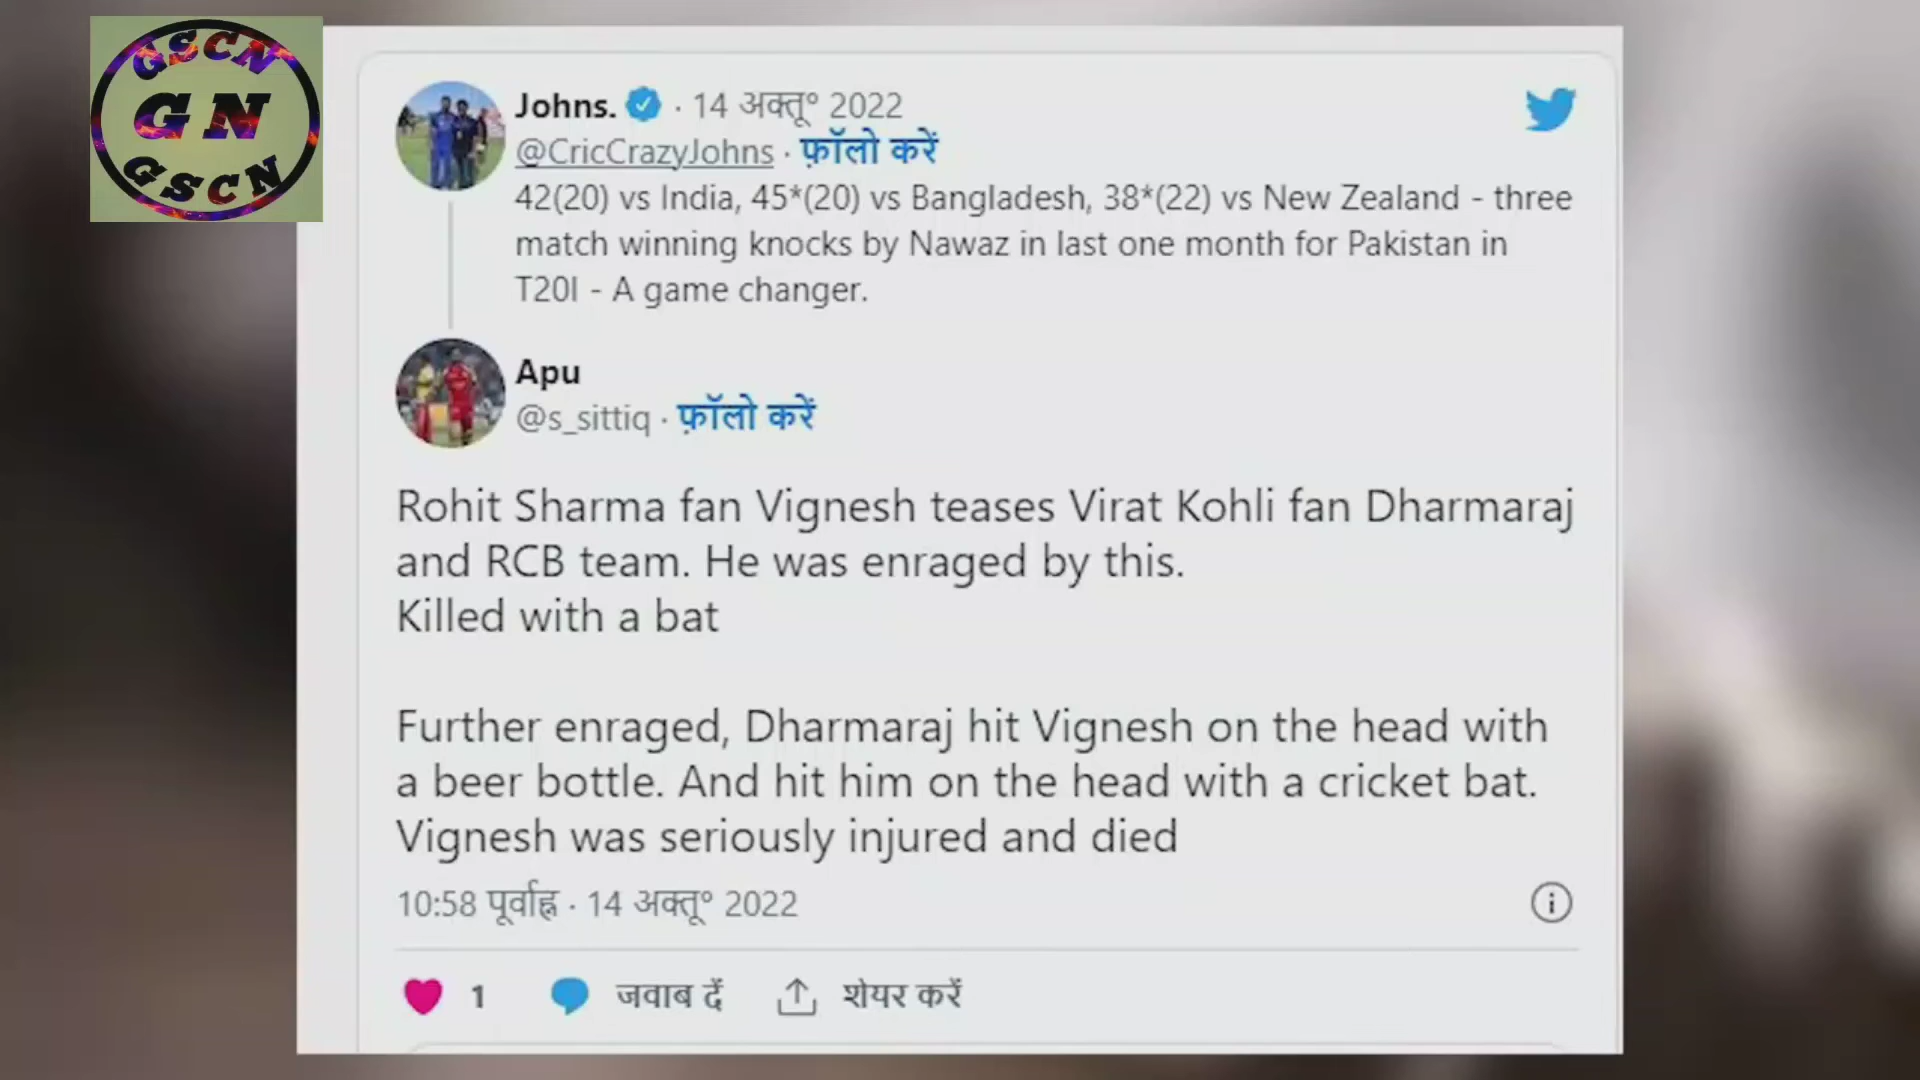 GSCN
GN
GSCN
Johns. · 14 अक्तू॰ 2022
@CricCrazyJohns · फ़ॉलो करें
42(20) vs India, 45*(20) vs Bangladesh, 38*(22) vs New Zealand - three
match winning knocks by Nawaz in last one month for Pakistan in
T20I - A game changer.
Apu
@s_sittiq · फ़ॉलो करें
Rohit Sharma fan Vignesh teases Virat Kohli fan Dharmaraj
and RCB team. He was enraged by this.
Killed with a bat
Further enraged, Dharmaraj hit Vignesh on the head with
a beer bottle. And hit him on the head with a cricket bat.
Vignesh was seriously injured and died
10:58 पूर्वाह्न · 14 अक्तू॰ 2022
1 जवाब दें शेयर करें